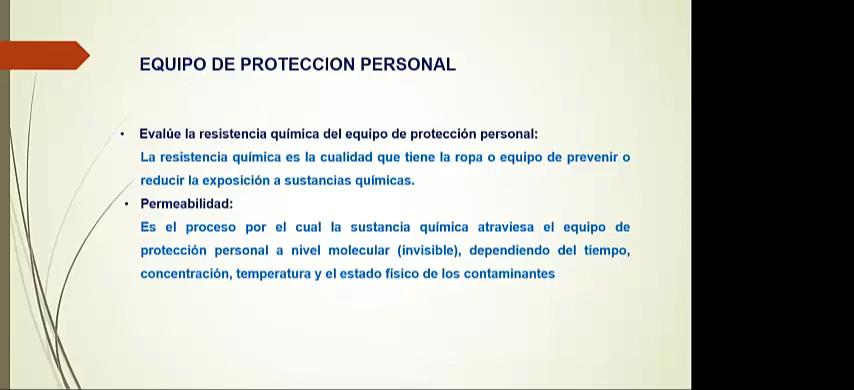 EQUIPO DE PROTECCION PERSONAL
• Evalúe la resistencia química del equipo de protección personal:
La resistencia química es la cualidad que tiene la ropa o equipo de prevenir o
reducir la exposición a sustancias químicas.
• Permeabilidad:
Es el proceso por el cual la sustancia química atraviesa el equipo de
protección personal a nivel molecular (invisible), dependiendo del tiempo,
concentración, temperatura y el estado físico de los contaminantes